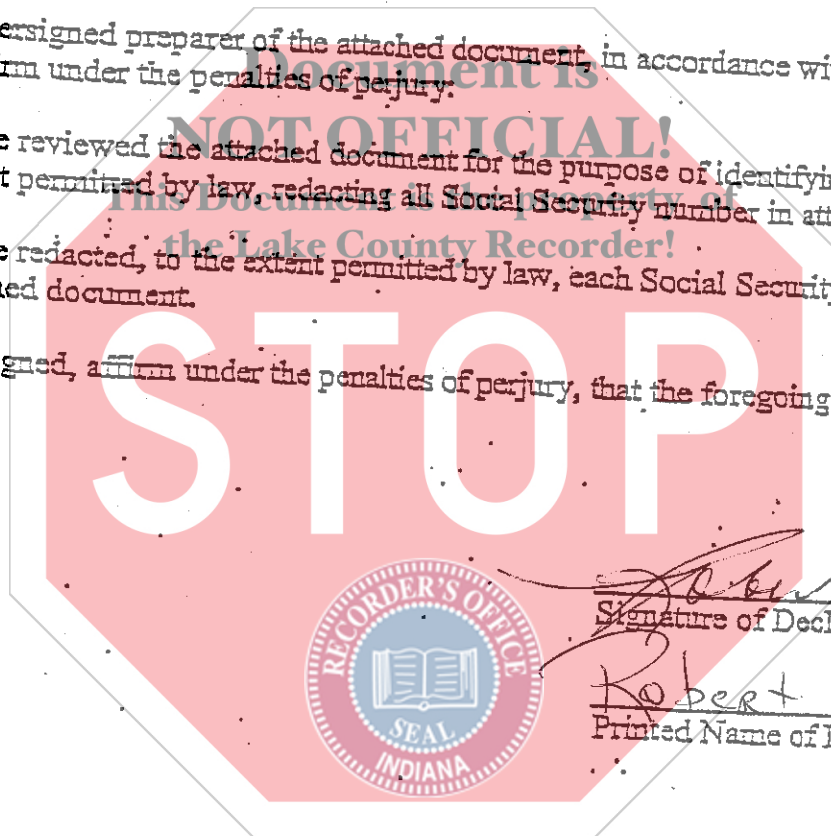 ersigned preparer of the attached document, in accordance wi
rm under the penalties of perjury:
Document is
NOT OFFICIAL!
This Document is the property of
the Lake County Recorder!
e reviewed the attached document for the purpose of identifyin
t permitted by law, redacting all Social Security number in att
e redacted, to the extent permitted by law, each Social Security
ed document.
gned, affirm under the penalties of perjury, that the foregoing
STOP
RECORDER'S OFFICE
SEAL
INDIANA
Signature of Decl
Robert
Printed Name of